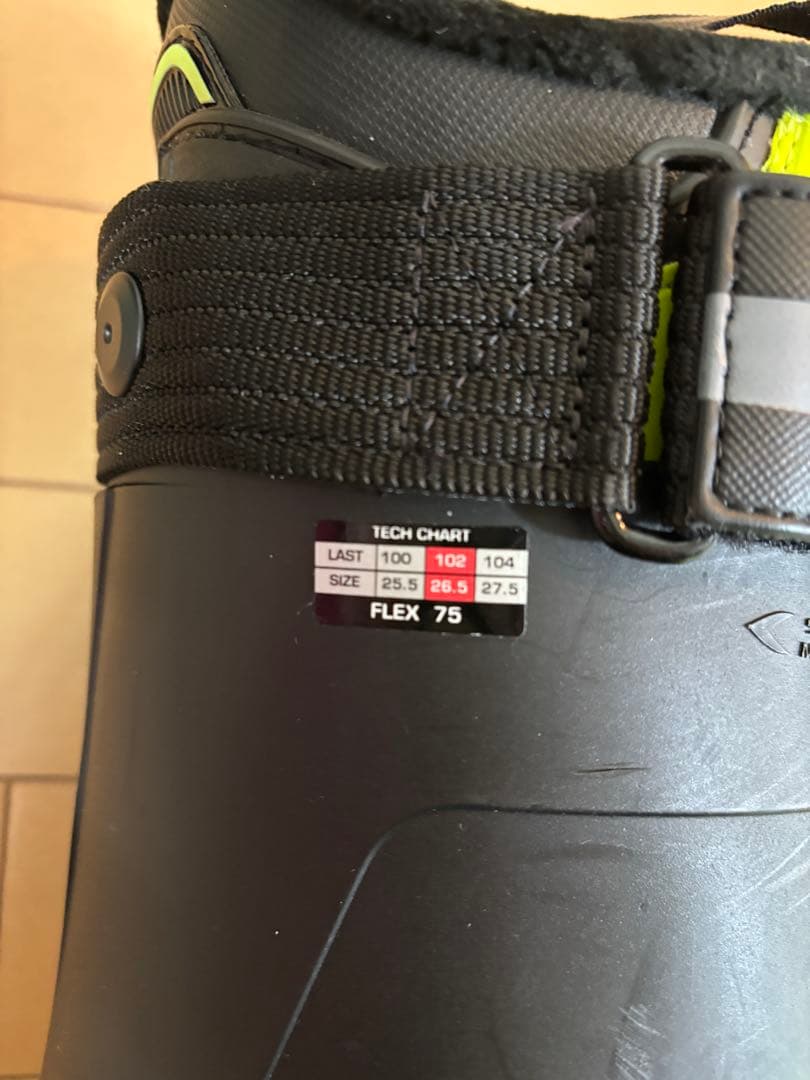 TECH CHART
LAST 100 102 104
SIZE 25.5 26.5 27.5
FLEX 75